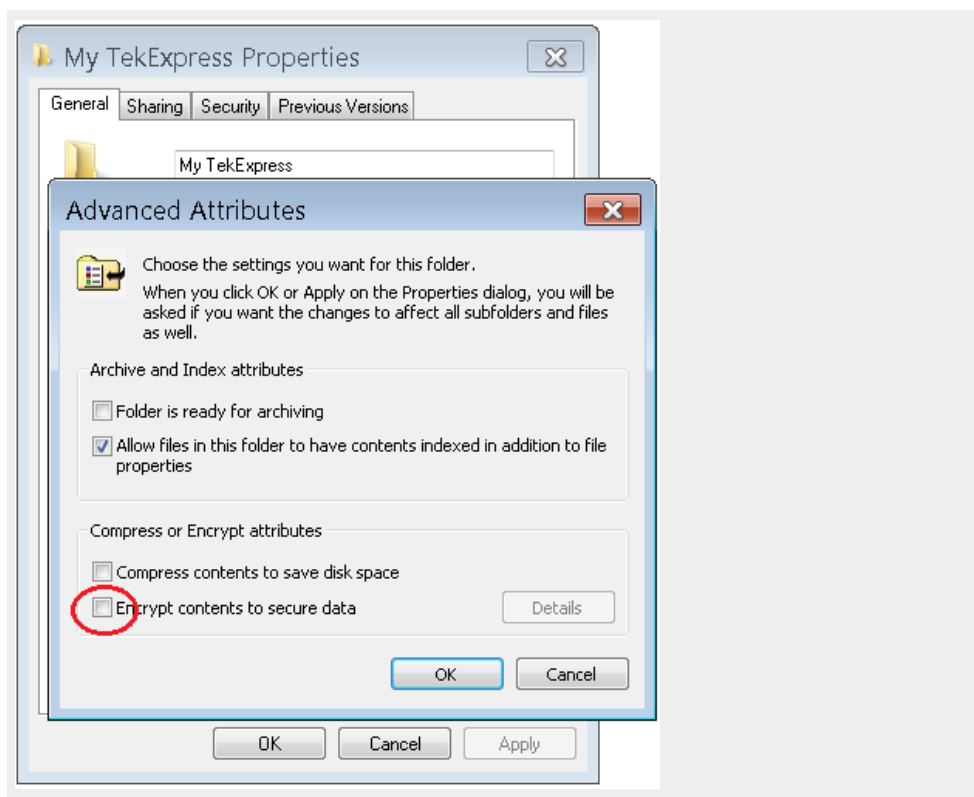 My TekExpress Properties
General Sharing Security Previous Versions
My TekExpress
Advanced Attributes
Choose the settings you want for this folder.
When you click OK or Apply on the Properties dialog, you will be
asked if you want the changes to affect all subfolders and files
as well.
Archive and Index attributes
Folder is ready for archiving
Allow files in this folder to have contents indexed in addition to file
properties
Compress or Encrypt attributes
Compress contents to save disk space
Encrypt contents to secure data Details
OK Cancel
OK Cancel Apply